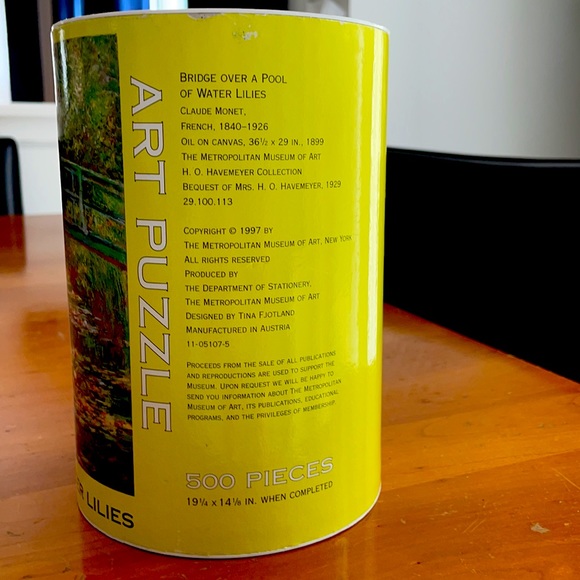 ART PUZZLE
LILIES
BRIDGE OVER A POOL
OF WATER LILIES
CLAUDE MONET,
FRENCH, 1840–1926
OIL ON CANVAS, 36½ x 29 IN., 1899
THE METROPOLITAN MUSEUM OF ART
H. O. HAVEMEYER COLLECTION
BEQUEST OF MRS. H. O. HAVEMEYER, 1929
29.100.113
COPYRIGHT © 1997 BY
THE METROPOLITAN MUSEUM OF ART, NEW YORK
ALL RIGHTS RESERVED
PRODUCED BY
THE DEPARTMENT OF STATIONERY,
THE METROPOLITAN MUSEUM OF ART
DESIGNED BY TINA FJOTLAND
MANUFACTURED IN AUSTRIA
11-05107-5
PROCEEDS FROM THE SALE OF ALL PUBLICATIONS
AND REPRODUCTIONS ARE USED TO SUPPORT THE
MUSEUM. UPON REQUEST WE WILL BE HAPPY TO
SEND YOU INFORMATION ABOUT THE METROPOLITAN
MUSEUM OF ART, ITS PUBLICATIONS, EDUCATIONAL
PROGRAMS, AND THE PRIVILEGES OF MEMBERSHIP.
500 PIECES
19¼ x 14⅛ IN. WHEN COMPLETED